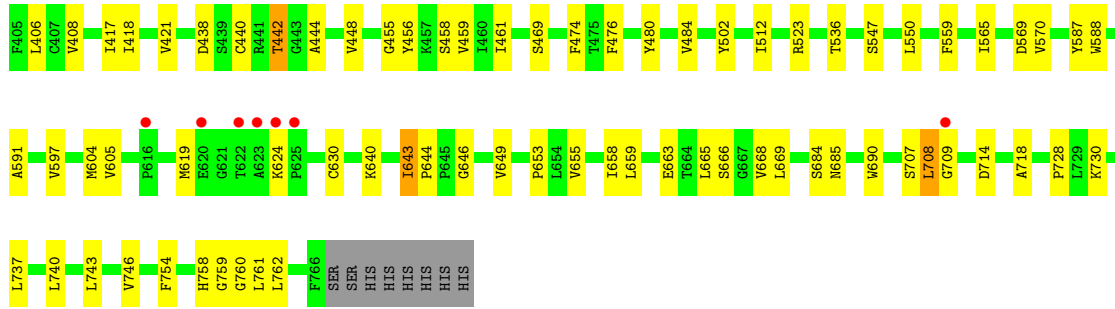 F405 L406 C407 V408 I417 I418 V421 D438 S439 C440 R441 T442 G443 A444 V448 G455 Y456 K457 S458 V459 I460 I461 S469 F474 T475 F476 Y480 V484 Y502 I512 R523 T536 S547 L550 F559 I565 D569 V570 Y587 W588
A591 V597 M604 V605 P616 M619 E620 G621 T622 A623 K624 P625 C630 K640 I643 P644 P645 G646 V649 P653 L654 V655 I658 L659 E663 T664 L665 S666 G667 V668 L669 S684 N685 W690 S707 L708 G709 D714 A718 P728 L729 K730
L737 L740 L743 V746 F754 H758 G759 G760 L761 L762 F766 SER SER HIS HIS HIS HIS HIS HIS